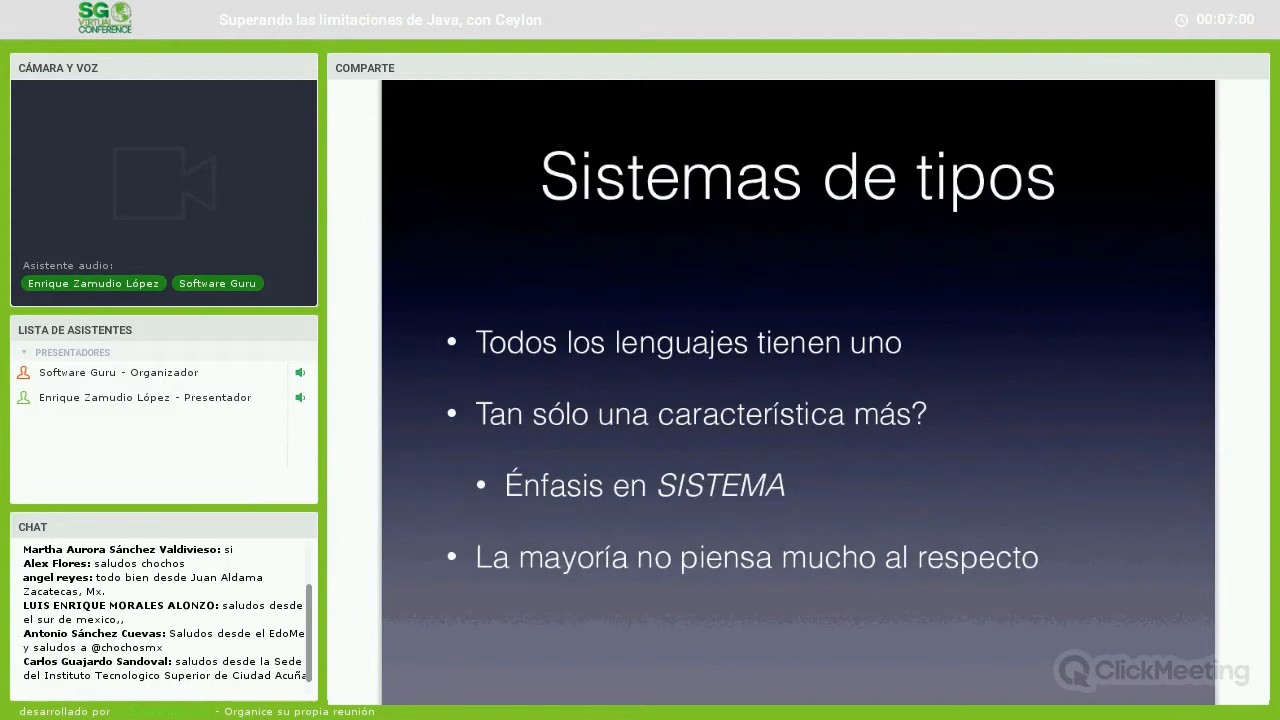 SG
VIRTUAL
CONFERENCE
Superando las limitaciones de Java, con Ceylon
00:07:00
CÁMARA Y VOZ
Asistente audio:
Enrique Zamudio López
Software Guru
LISTA DE ASISTENTES
PRESENTADORES
Software Guru - Organizador
Enrique Zamudio López - Presentador
CHAT
Martha Aurora Sánchez Valdivieso: si
Alex Flores: saludos chochos
angel reyes: todo bien desde Juan Aldama
Zacatecas, Mx.
LUIS ENRIQUE MORALES ALONZO: saludos desde
el sur de mexico,,
Antonio Sánchez Cuevas: Saludos desde el EdoMe
y saludos a @chochosmx
Carlos Guajardo Sandoval: saludos desde la Sede
del Instituto Tecnologico Superior de Ciudad Acuña
desarrollado por
- Organice su propia reunión
COMPARTE
Sistemas de tipos
• Todos los lenguajes tienen uno
• Tan sólo una característica más?
• Énfasis en SISTEMA
• La mayoría no piensa mucho al respecto
ClickMeeting